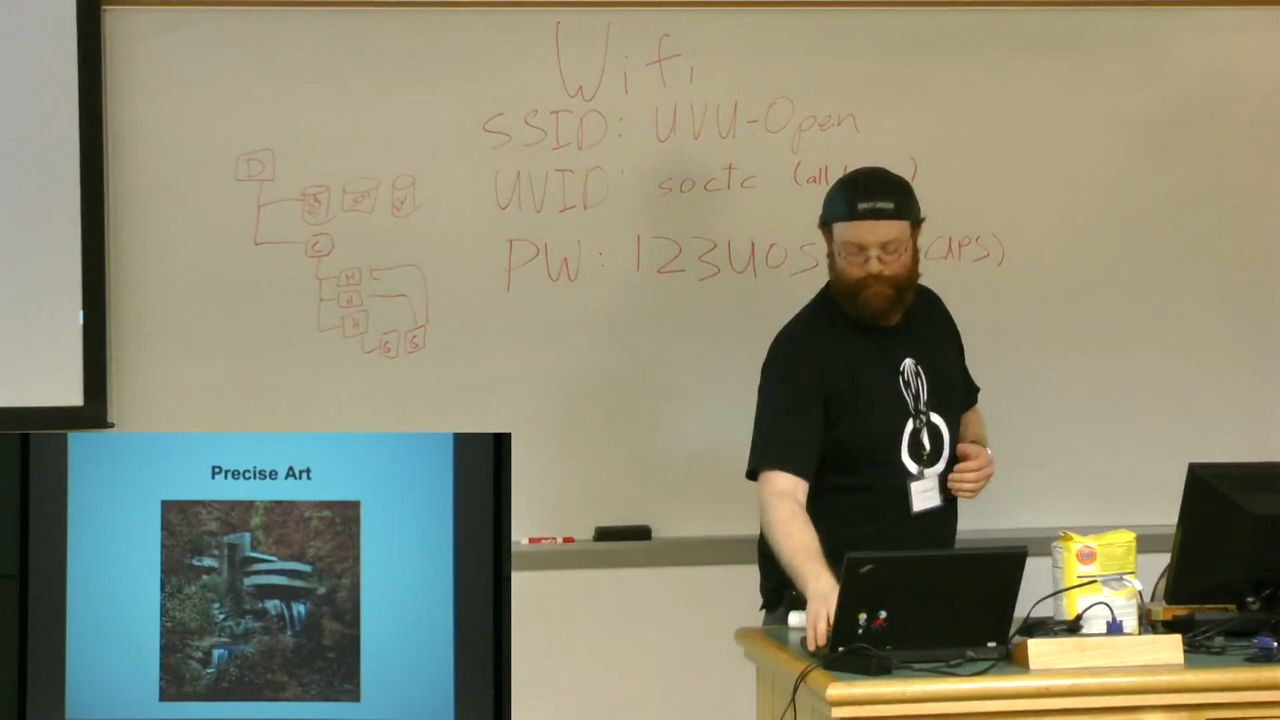 Wifi
SSID: UVU-Open
UVID: soctc (all
PW: 123UOS CAPS)
D
C
H
H
H
S S
Precise Art